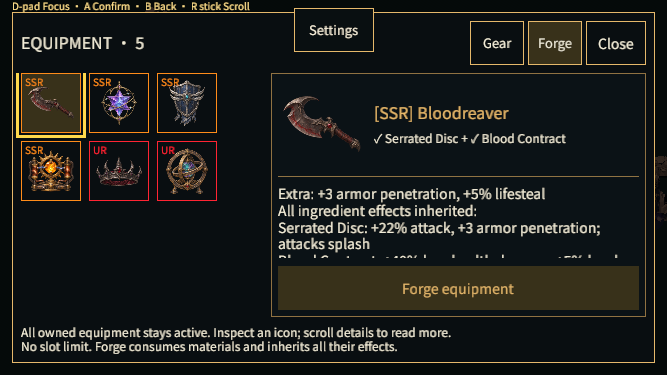 D-pad Focus • A Confirm • B Back • R stick Scroll
Settings
EQUIPMENT • 5
Gear
Forge
Close
SSR
SSR
SSR
[SSR] Bloodreaver
✓ Serrated Disc + ✓ Blood Contract
SSR
UR
UR
Extra: +3 armor penetration, +5% lifesteal
All ingredient effects inherited:
Serrated Disc: +22% attack, +3 armor penetration;
attacks splash
Forge equipment
All owned equipment stays active. Inspect an icon; scroll details to read more.
No slot limit. Forge consumes materials and inherits all their effects.